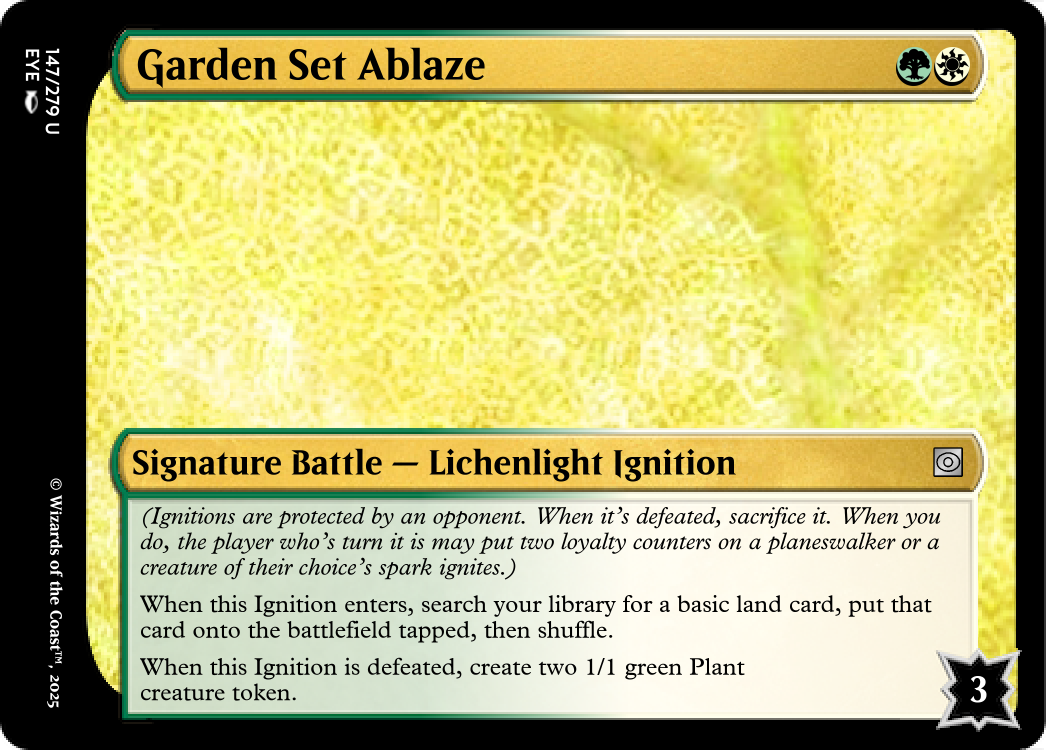 Garden Set Ablaze
Signature Battle — Lichenlight Ignition
(Ignitions are protected by an opponent. When it's defeated, sacrifice it. When you
do, the player who's turn it is may put two loyalty counters on a planeswalker or a
creature of their choice's spark ignites.)
When this Ignition enters, search your library for a basic land card, put that
card onto the battlefield tapped, then shuffle.
When this Ignition is defeated, create two 1/1 green Plant
creature token.
3
147/279 U
EYE
© Wizards of the Coast™, 2025